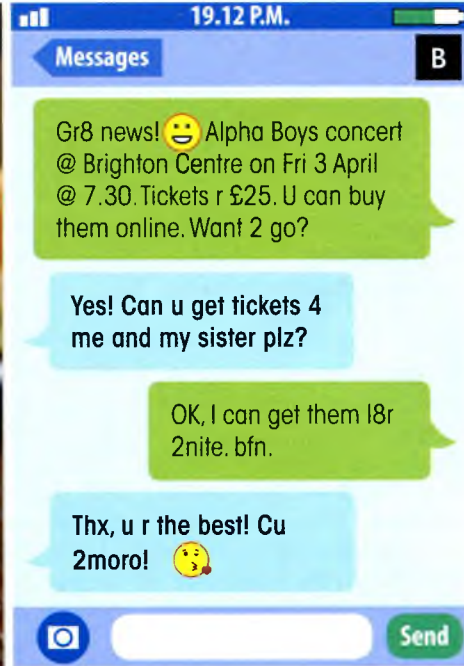 19.12 P.M.
Messages
B
Gr8 news! Alpha Boys concert
@ Brighton Centre on Fri 3 April
@ 7.30. Tickets r £25. U can buy
them online. Want 2 go?
Yes! Can u get tickets 4
me and my sister plz?
OK, I can get them l8r
2nite. bfn.
Thx, u r the best! Cu
2moro!
Send